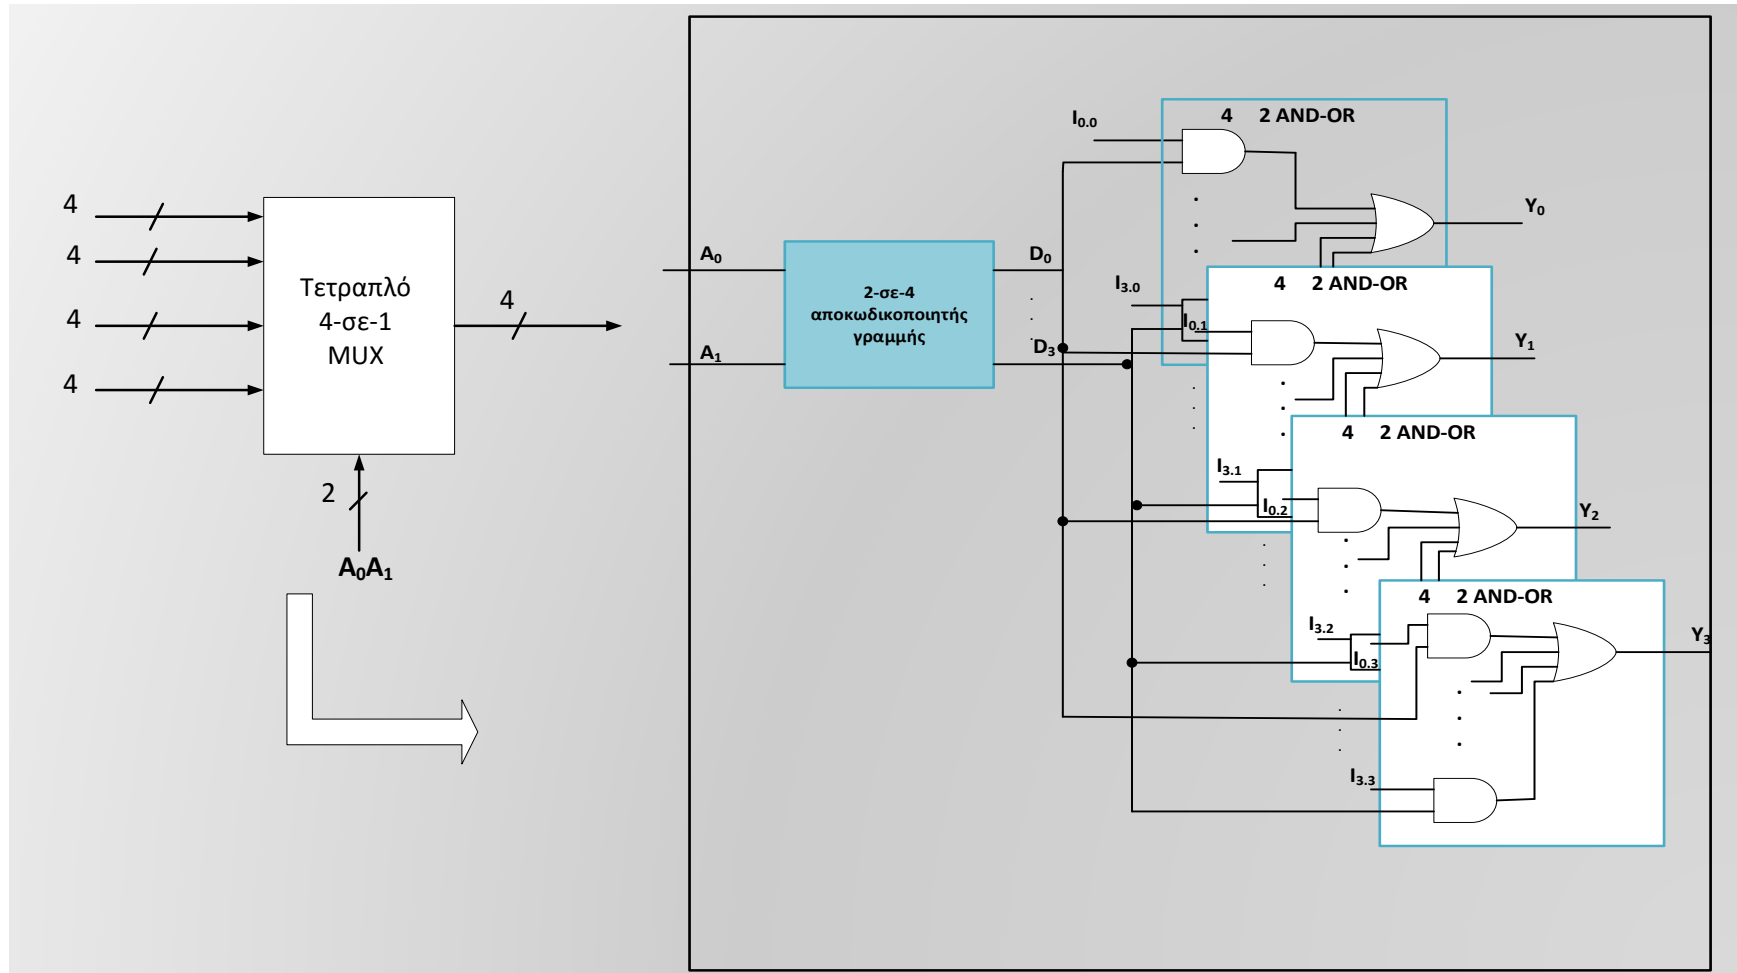 4
4
4
4
Τετραπλό
4-σε-1
MUX
4
2
A₀A₁
A₀
A₁
2-σε-4
αποκωδικοποιητής
γραμμής
D₀
D₃
4 2 AND-OR
I₀.₀
Y₀
4 2 AND-OR
I₃.₀
I₀.₁
Y₁
4 2 AND-OR
I₃.₁
I₀.₂
Y₂
4 2 AND-OR
I₃.₂
I₀.₃
Y₃
I₃.₃